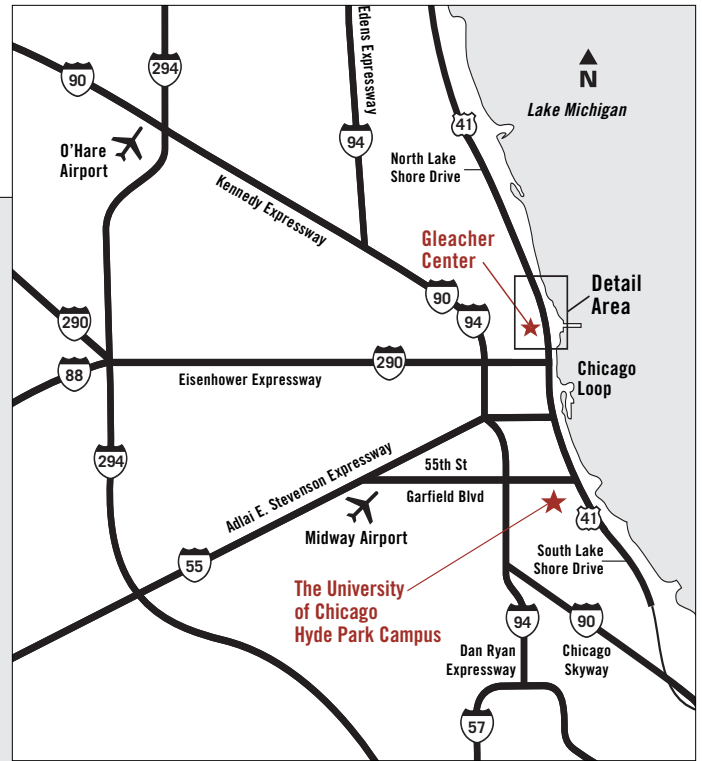 294
90
Edens Expressway
N
Lake Michigan
41
94
O'Hare
Airport
North Lake
Shore Drive
Kennedy Expressway
Gleacher
Center
Detail
Area
90
94
290
88
290
Eisenhower Expressway
Chicago
Loop
294
Adlai E. Stevenson Expressway
55th St
Garfield Blvd
Midway Airport
41
South Lake
Shore Drive
55
The University
of Chicago
Hyde Park Campus
94
90
Dan Ryan
Expressway
Chicago
Skyway
57